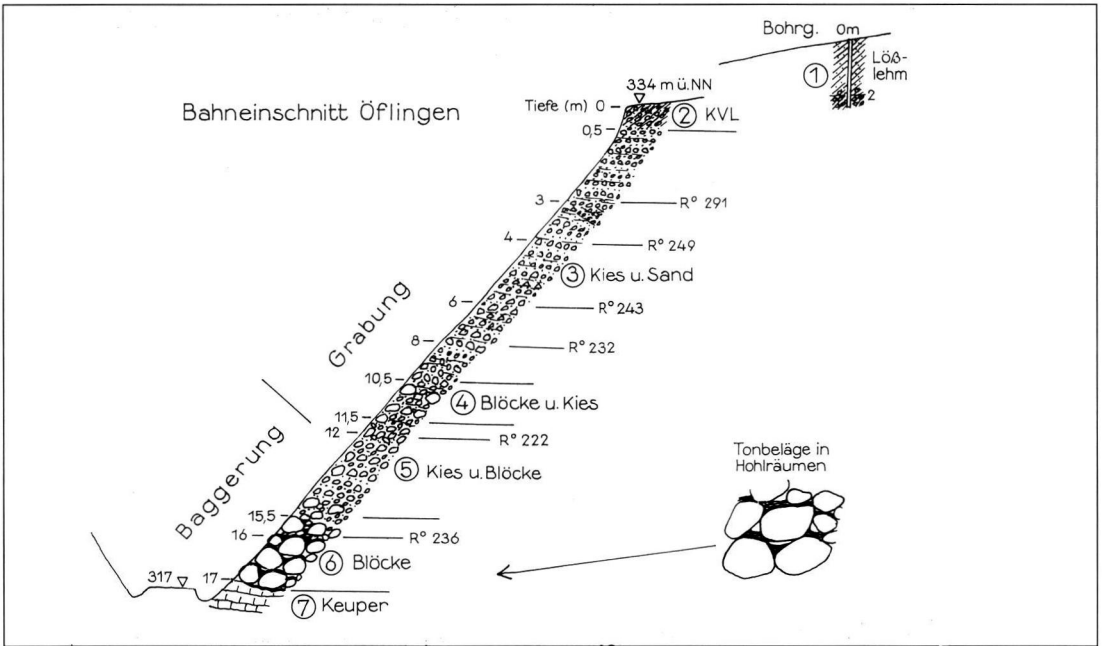 Bohrg. 0m
① Löß-
lehm
2
334 m ü.NN
Bahneinschnitt Öflingen
Tiefe (m) 0
② KVL
0,5
3
R° 291
4
R° 249
③ Kies u. Sand
6
R° 243
Grabung
8
R° 232
10,5
④ Blöcke u. Kies
11,5
12
R° 222
Baggerung
⑤ Kies u. Blöcke
Tonbeläge in
Hohlräumen
15,5
16
R° 236
⑥ Blöcke
317
17
⑦ Keuper